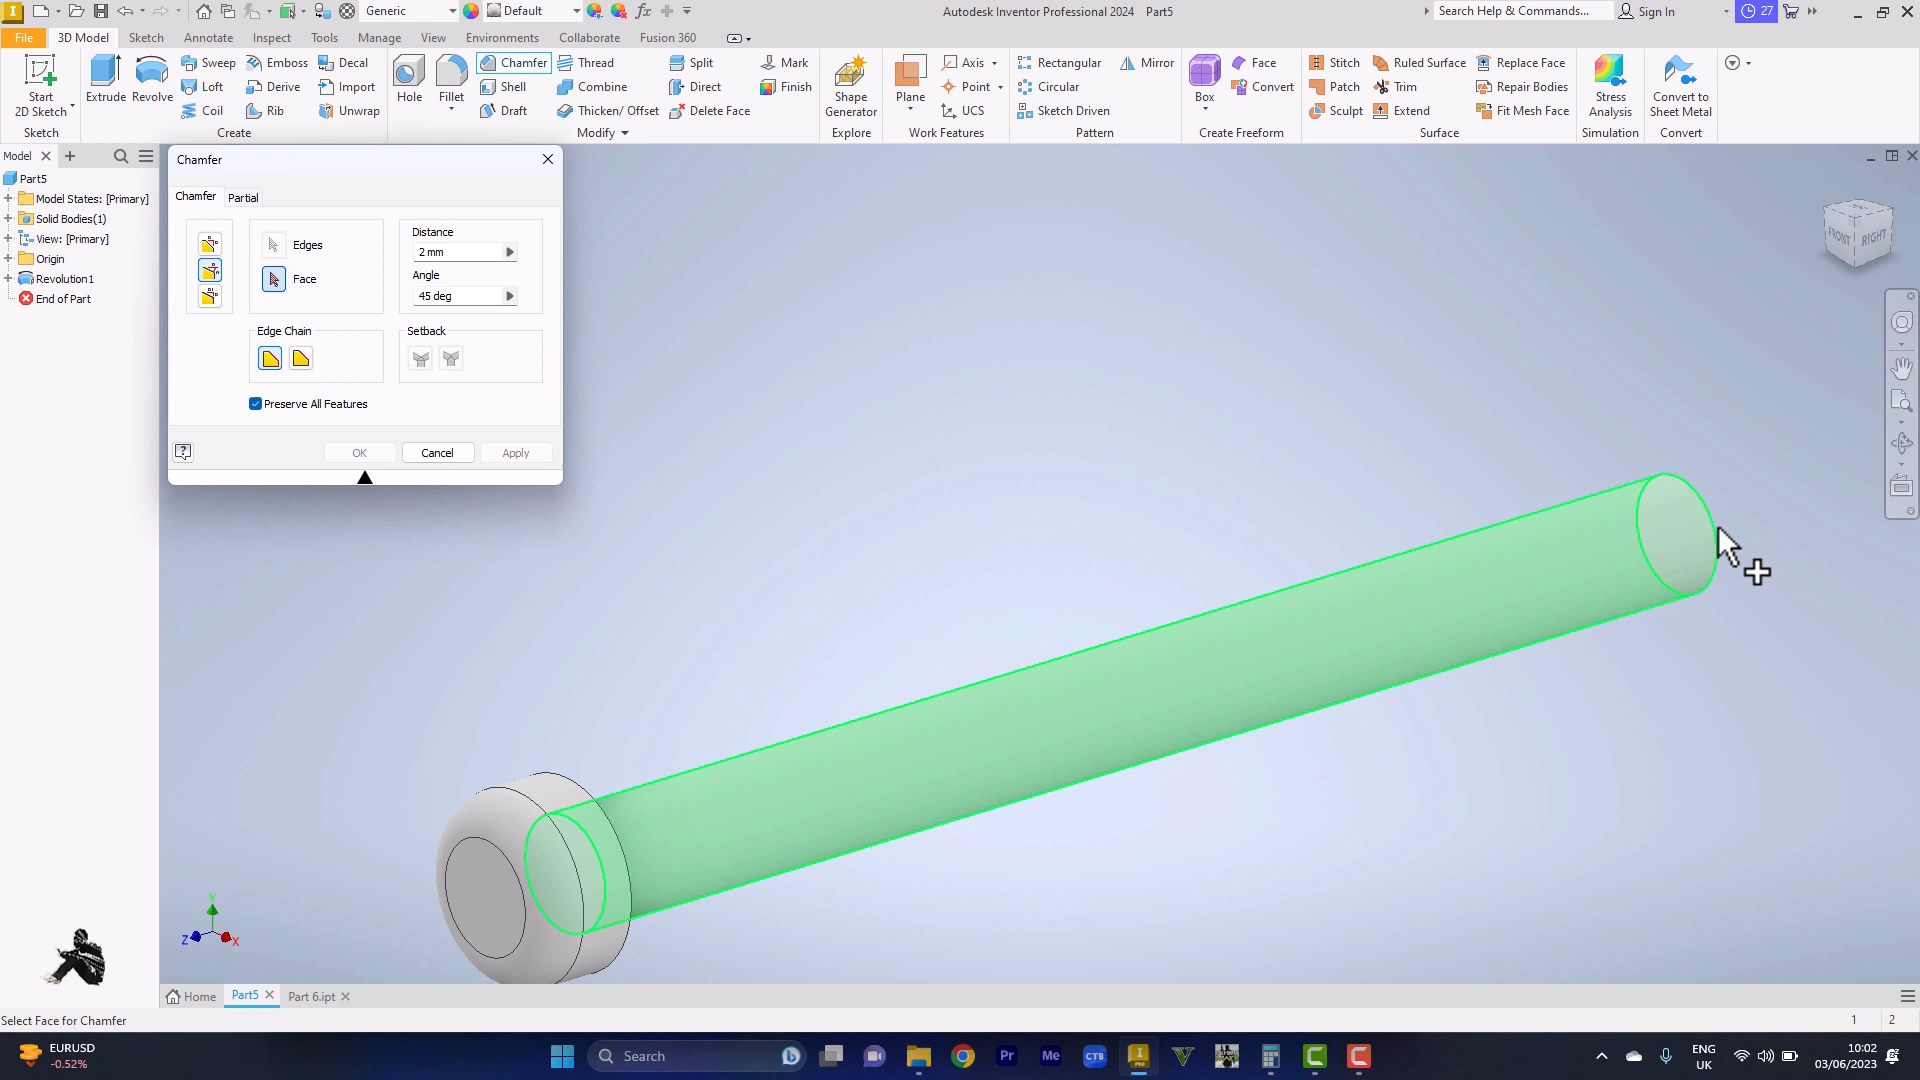 Generic
Default
fx
Autodesk Inventor Professional 2024 Part5
Search Help & Commands...
Sign In
27
File
3D Model
Sketch
Annotate
Inspect
Tools
Manage
View
Environments
Collaborate
Fusion 360
Start
2D Sketch
Sketch
Extrude
Revolve
Sweep
Loft
Coil
Emboss
Derive
Rib
Decal
Import
Unwrap
Create
Hole
Fillet
Chamfer
Shell
Draft
Thread
Combine
Thicken/ Offset
Split
Direct
Delete Face
Mark
Finish
Modify
Shape
Generator
Explore
Plane
Axis
Point
UCS
Work Features
Rectangular
Circular
Sketch Driven
Mirror
Pattern
Box
Face
Convert
Create Freeform
Stitch
Patch
Sculpt
Ruled Surface
Trim
Extend
Replace Face
Repair Bodies
Fit Mesh Face
Surface
Stress
Analysis
Simulation
Convert to
Sheet Metal
Convert
Model
Part5
Model States: [Primary]
Solid Bodies(1)
View: [Primary]
Origin
Revolution1
End of Part
Chamfer
Chamfer
Partial
Edges
Face
Distance
2 mm
Angle
45 deg
Edge Chain
Setback
Preserve All Features
OK
Cancel
Apply
FRONT
RIGHT
Y
Z
X
Home
Part5
Part 6.ipt
Select Face for Chamfer
1
2
EURUSD
-0.52%
Search
Pr
Me
CTB
I
PRO
V
C
C
ENG
UK
10:02
03/06/2023